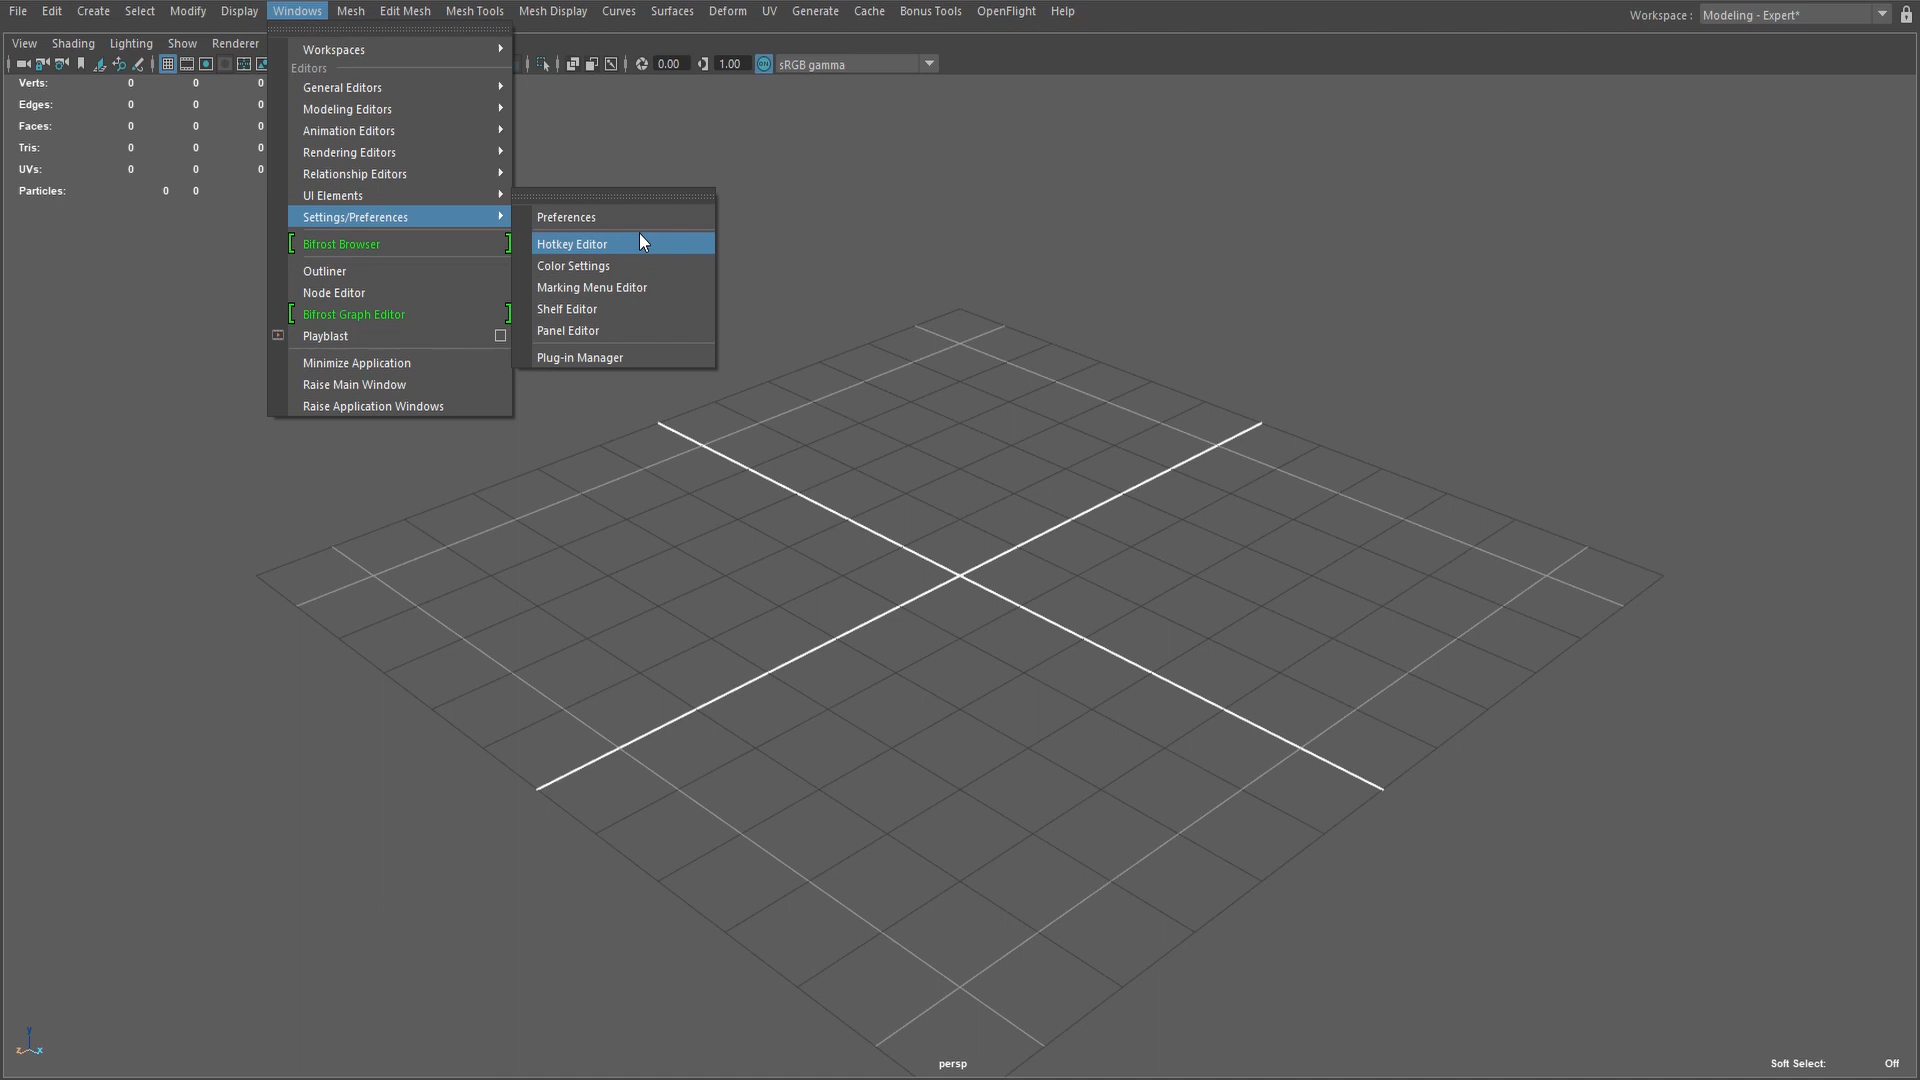 File Edit Create Select Modify Display Windows Mesh Edit Mesh Mesh Tools Mesh Display Curves Surfaces Deform UV Generate Cache Bonus Tools OpenFlight Help
Workspace : Modeling - Expert*
View Shading Lighting Show Renderer
0.00 1.00 ON sRGB gamma
Verts: 0 0 0
Edges: 0 0 0
Faces: 0 0 0
Tris: 0 0 0
UVs: 0 0 0
Particles: 0 0
Workspaces
Editors
General Editors
Modeling Editors
Animation Editors
Rendering Editors
Relationship Editors
UI Elements
Settings/Preferences
Bifrost Browser
Outliner
Node Editor
Bifrost Graph Editor
Playblast
Minimize Application
Raise Main Window
Raise Application Windows
Preferences
Hotkey Editor
Color Settings
Marking Menu Editor
Shelf Editor
Panel Editor
Plug-in Manager
y
z x
persp
Soft Select: Off